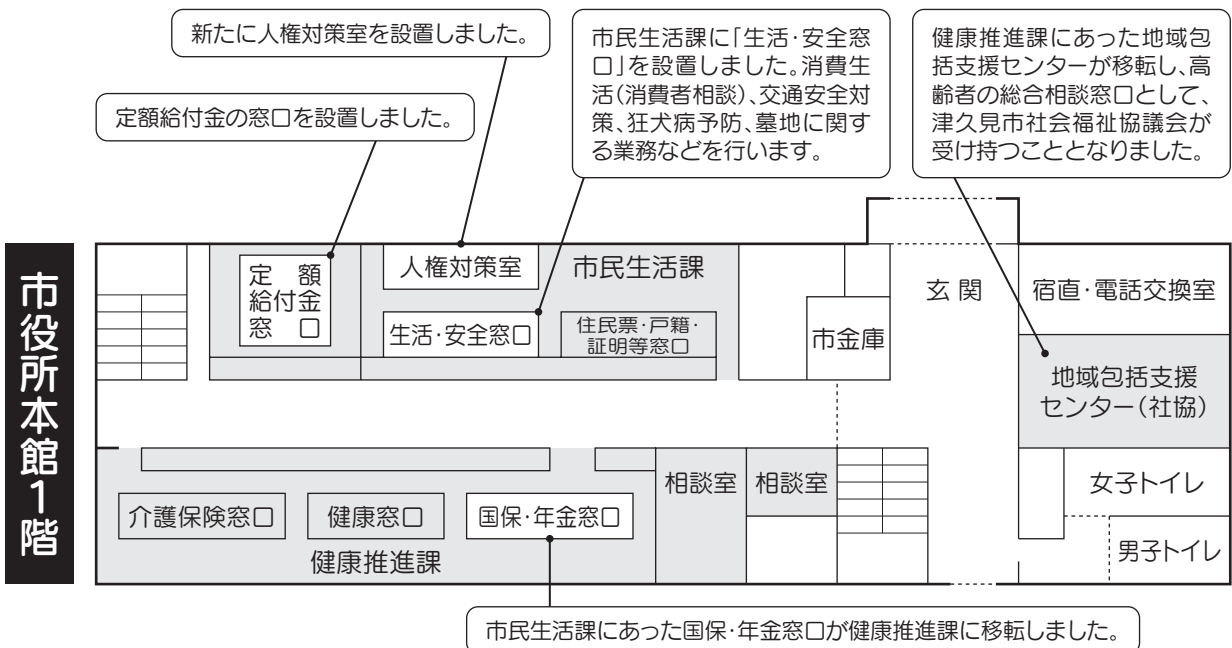 新たに人権対策室を設置しました。
定額給付金の窓口を設置しました。
市民生活課に「生活・安全窓
口」を設置しました。消費生
活(消費者相談)、交通安全対
策、狂犬病予防、墓地に関す
る業務などを行います。
健康推進課にあった地域包
括支援センターが移転し、高
齢者の総合相談窓口として、
津久見市社会福祉協議会が
受け持つこととなりました。
市役所本館1階
定額
給付金
窓口
人権対策室
市民生活課
生活・安全窓口
住民票・戸籍・
証明等窓口
市金庫
玄関
宿直・電話交換室
地域包括支援
センター(社協)
相談室
相談室
女子トイレ
男子トイレ
介護保険窓口
健康窓口
国保・年金窓口
健康推進課
市民生活課にあった国保・年金窓口が健康推進課に移転しました。